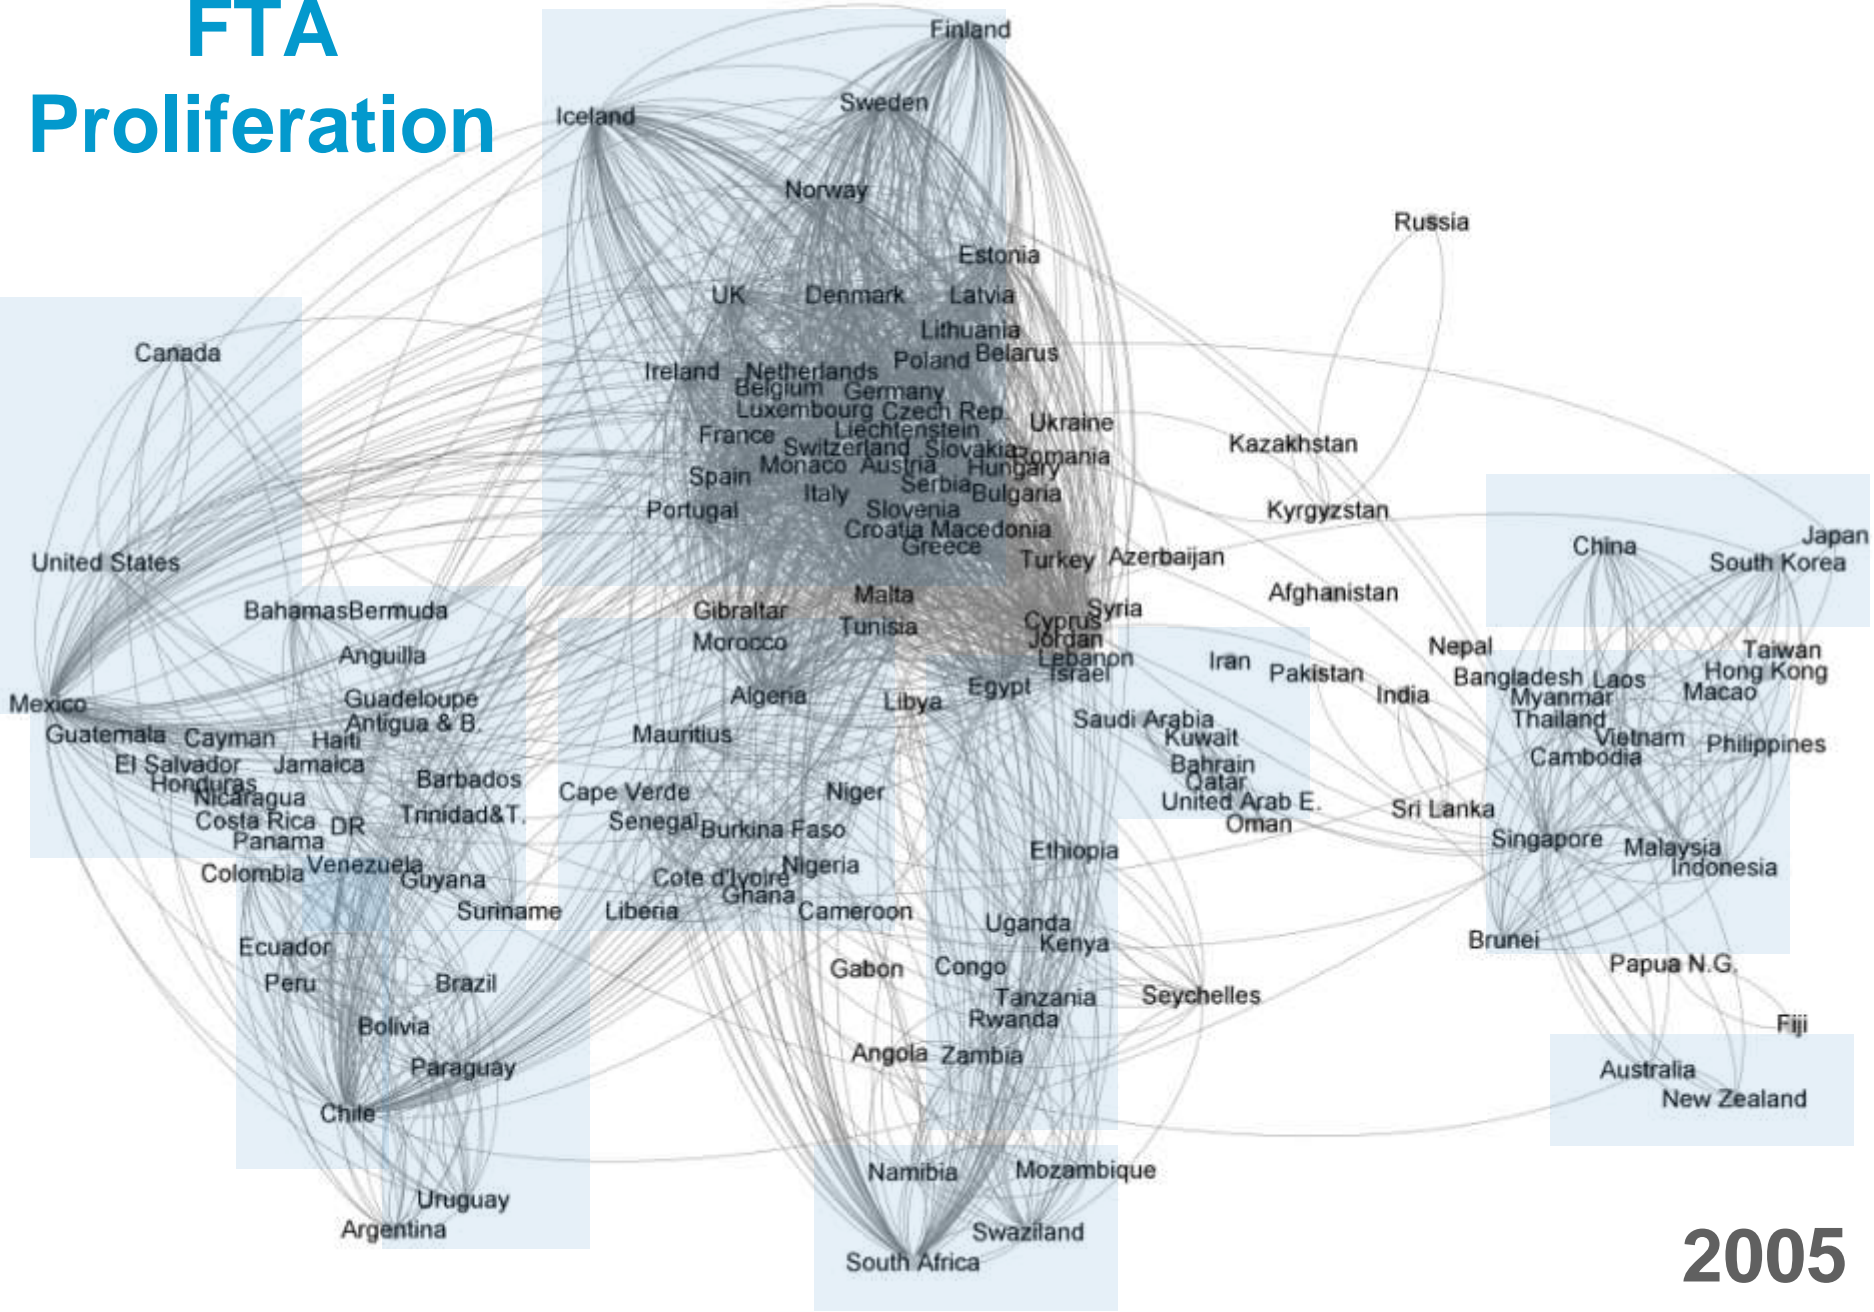 FTA
Proliferation
Finland
Iceland
Sweden
Norway
Russia
Estonia
UK
Denmark
Latvia
Lithuania
Canada
Poland
Belarus
Ireland
Netherlands
Belgium
Germany
Luxembourg
Czech Rep.
Ukraine
France
Liechtenstein
Switzerland
Slovakia
Romania
Kazakhstan
Monaco
Austria
Hungary
Spain
Serbia
Italy
Bulgaria
Portugal
Slovenia
Kyrgyzstan
Croatia
Macedonia
Japan
Greece
China
United States
Turkey
Azerbaijan
South Korea
Malta
Afghanistan
Bahamas
Bermuda
Gibraltar
Syria
Tunisia
Cyprus
Morocco
Jordan
Nepal
Taiwan
Anguilla
Lebanon
Iran
Israel
Pakistan
Bangladesh
Laos
Hong Kong
Mexico
Guadeloupe
Algeria
Libya
Egypt
India
Myanmar
Macao
Antigua & B.
Saudi Arabia
Thailand
Guatemala
Cayman
Haiti
Mauritius
Kuwait
Vietnam
Philippines
El Salvador
Jamaica
Bahrain
Cambodia
Honduras
Barbados
Qatar
Nicaragua
Cape Verde
Niger
United Arab E.
Sri Lanka
Costa Rica
DR
Trinidad&T.
Senegal
Burkina Faso
Oman
Panama
Singapore
Malaysia
Colombia
Venezuela
Guyana
Cote d'Ivoire
Nigeria
Ethiopia
Indonesia
Ghana
Suriname
Liberia
Cameroon
Uganda
Ecuador
Kenya
Brunei
Peru
Brazil
Gabon
Congo
Papua N.G.
Tanzania
Seychelles
Bolivia
Rwanda
Fiji
Paraguay
Angola
Zambia
Australia
Chile
New Zealand
Namibia
Mozambique
Uruguay
Argentina
Swaziland
South Africa
2005